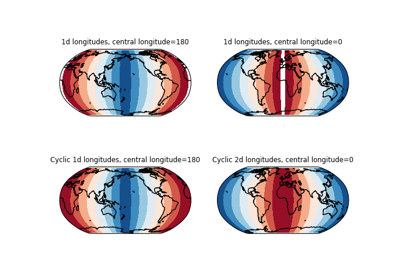 1d longitudes, central longitude=180
1d longitudes, central longitude=0
Cyclic 1d longitudes, central longitude=180
Cyclic 2d longitudes, central longitude=0